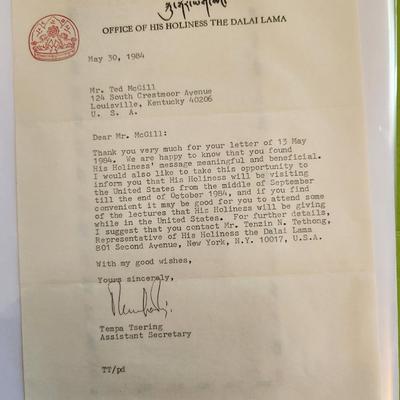 OFFICE OF HIS HOLINESS THE DALAI LAMA
May 30, 1984
Mr. Ted McGill
124 South Crestmoor Avenue
Louisville, Kentucky 40206
U. S. A.
Dear Mr. McGill:
Thank you very much for your letter of 13 May
1984. We are happy to know that you found
His Holiness' message meaningful and beneficial.
I would also like to take this opportunity to
inform you that His Holiness will be visiting
the United States from the middle of September
till the end of October 1984, and if you find
convenient it may be good for you to attend some
of the lectures that His Holiness will be giving
while in the United States. For further details,
I suggest that you contact Mr. Tenzin N. Tethong,
Representative of His Holiness the Dalai Lama
801 Second Avenue, New York, N.Y. 10017, U.S.A.
With my good wishes,
Yours sincerely,
Tempa Tsering
Assistant Secretary
TT/pd